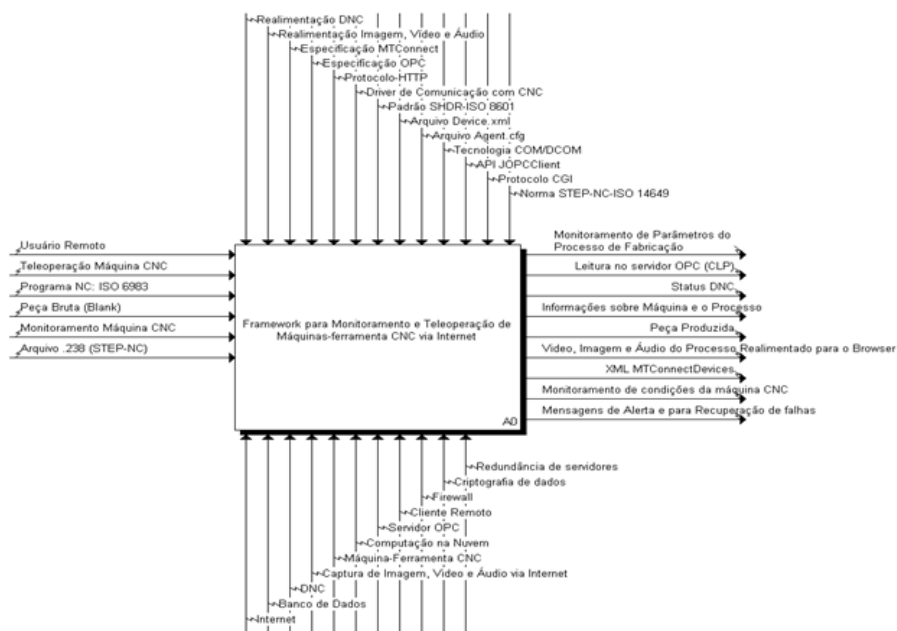 Realimentação DNC
Realimentação Imagem, Vídeo e Áudio
Especificação MTConnect
Especificação OPC
Protocolo-HTTP
Driver de Comunicação com CNC
Padrão SHDR-ISO 8601
Arquivo Device.xml
Arquivo Agent.cfg
Tecnologia COM/DCOM
API JOPCClient
Protocolo CGI
Norma STEP-NC-ISO 14649
Usuário Remoto
Teleoperação Máquina CNC
Programa NC: ISO 6983
Peça Bruta (Blank)
Monitoramento Máquina CNC
Arquivo .238 (STEP-NC)
Framework para Monitoramento e Teleoperação de
Máquinas-ferramenta CNC via Internet
A0
Monitoramento de Parâmetros do
Processo de Fabricação
Leitura no servidor OPC (CLP)
Status DNC
Informações sobre Máquina e o Processo
Peça Produzida
Video, Imagem e Áudio do Processo Realimentado para o Browser
XML MTConnectDevices
Monitoramento de condições da máquina CNC
Mensagens de Alerta e para Recuperação de falhas
Redundância de servidores
Criptografia de dados
Firewall
Cliente Remoto
Servidor OPC
Computação na Nuvem
Máquina-Ferramenta CNC
Captura de Imagem, Vídeo e Áudio via Internet
DNC
Banco de Dados
Internet